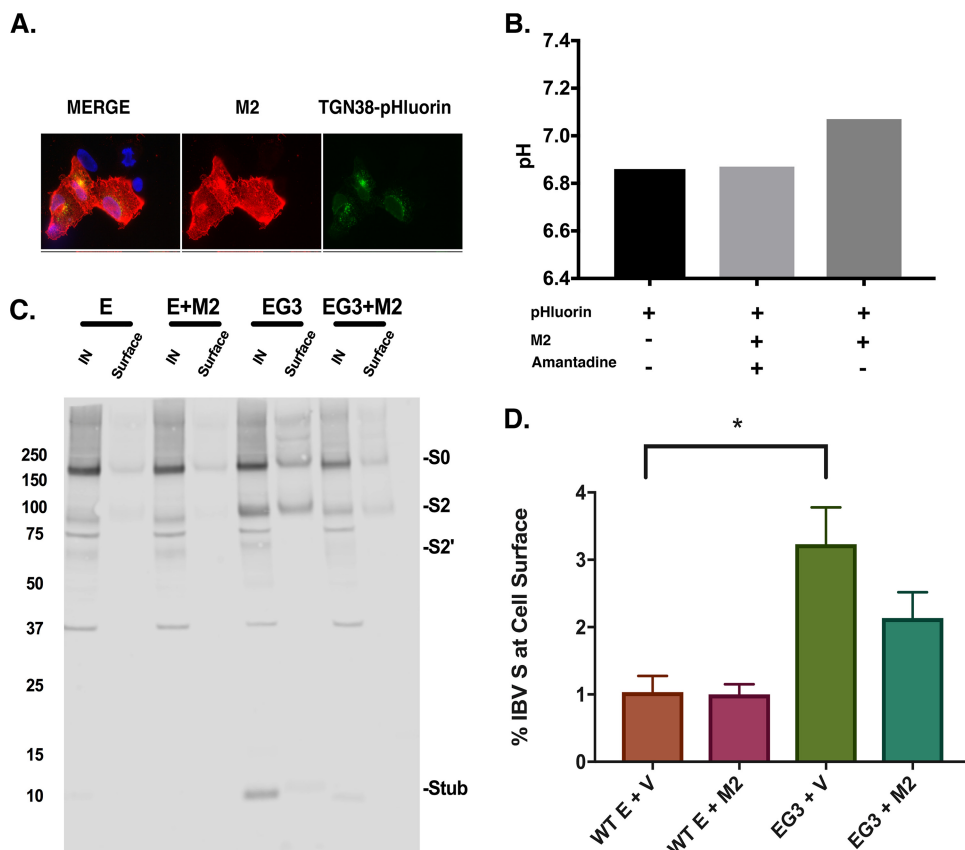 A.
MERGE M2 TGN38-pHluorin
B.
pH
7.4
7.2
7.0
6.8
6.6
6.4
pHluorin + + +
M2 - + +
Amantadine - + -
C.
E E+M2 EG3 EG3+M2
IN Surface IN Surface IN Surface IN Surface
250
150
100
75
50
37
25
15
10
-S0
-S2
-S2'
-Stub
D.
% IBV S at Cell Surface
*
4
3
2
1
0
WT E + V
WT E + M2
EG3 + V
EG3 + M2